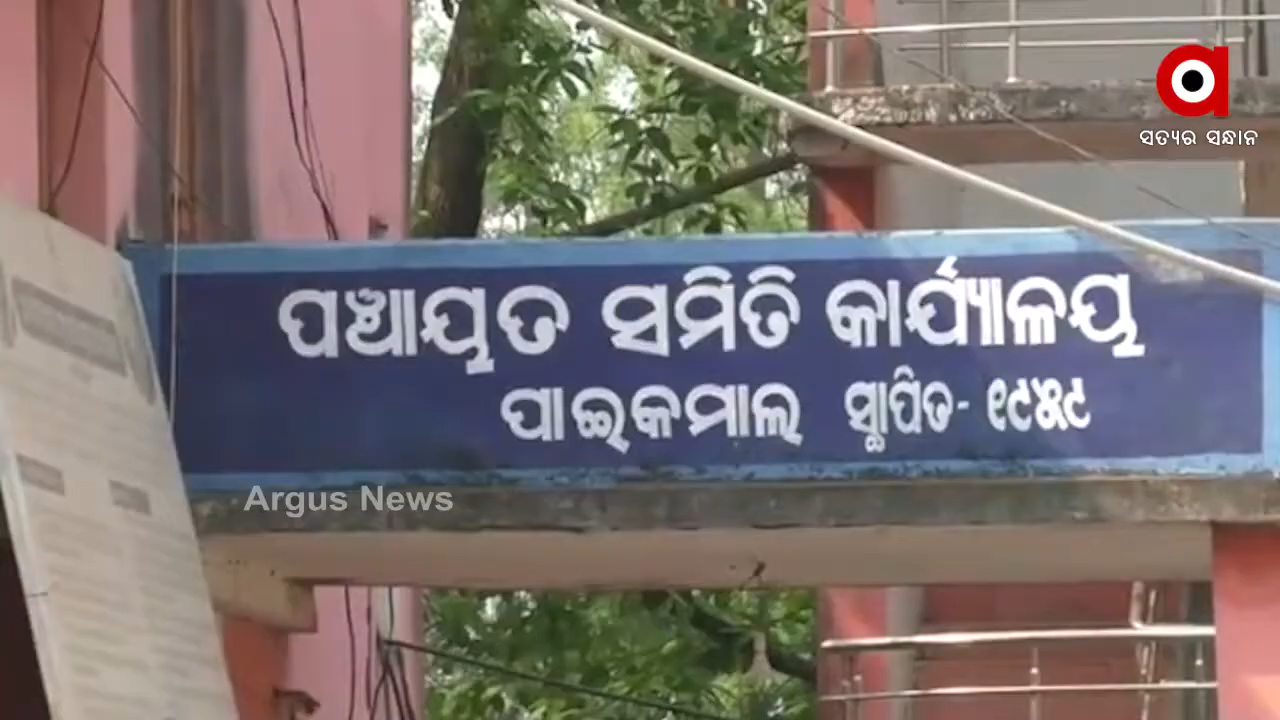 ସତ୍ୟର ସନ୍ଧାନ
ପଞ୍ଚାୟତ ସମିତି କାର୍ଯ୍ୟାଳୟ
ପାଇକମାଲ ସ୍ଥାପିତ- ୧୯୫୯
Argus News